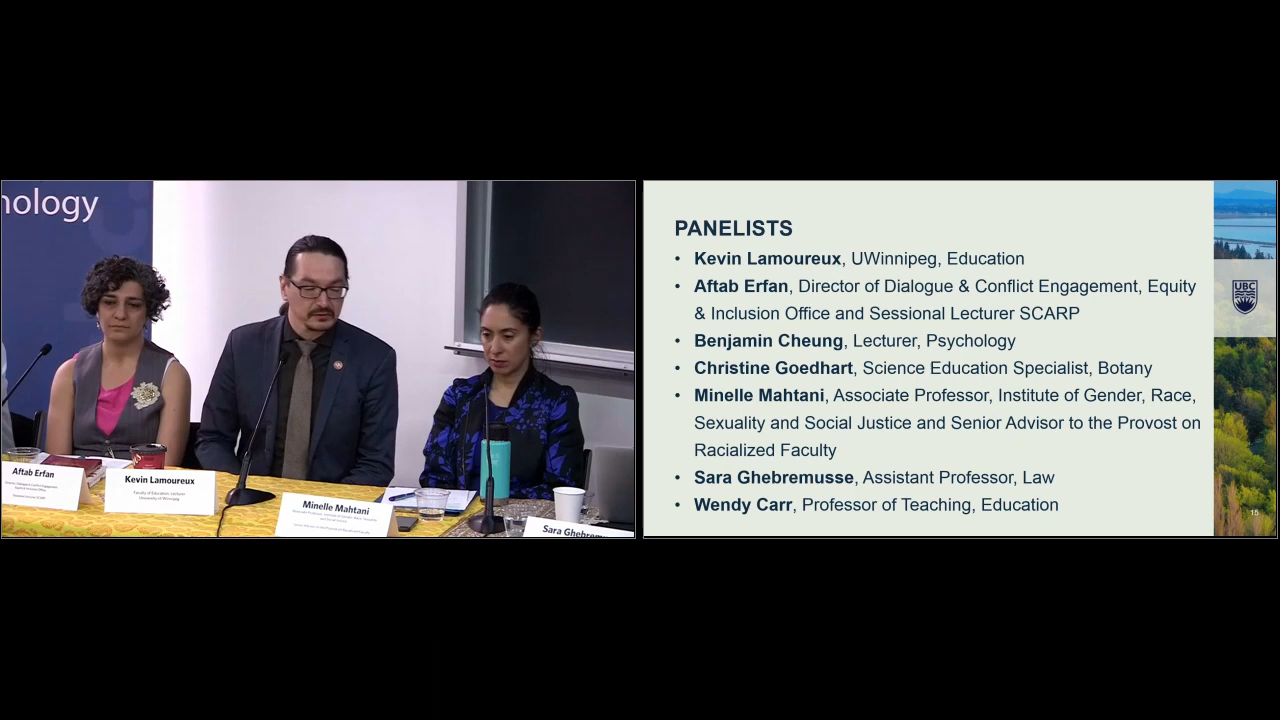 nology
Aftab Erfan
Kevin Lamoureux
Faculty of Education, Lecturer
University of Winnipeg
Minelle Mahtani
Sara Ghebremu
PANELISTS
• Kevin Lamoureux, UWinnipeg, Education
• Aftab Erfan, Director of Dialogue & Conflict Engagement, Equity
& Inclusion Office and Sessional Lecturer SCARP
• Benjamin Cheung, Lecturer, Psychology
• Christine Goedhart, Science Education Specialist, Botany
• Minelle Mahtani, Associate Professor, Institute of Gender, Race,
Sexuality and Social Justice and Senior Advisor to the Provost on
Racialized Faculty
• Sara Ghebremusse, Assistant Professor, Law
• Wendy Carr, Professor of Teaching, Education
UBC
15